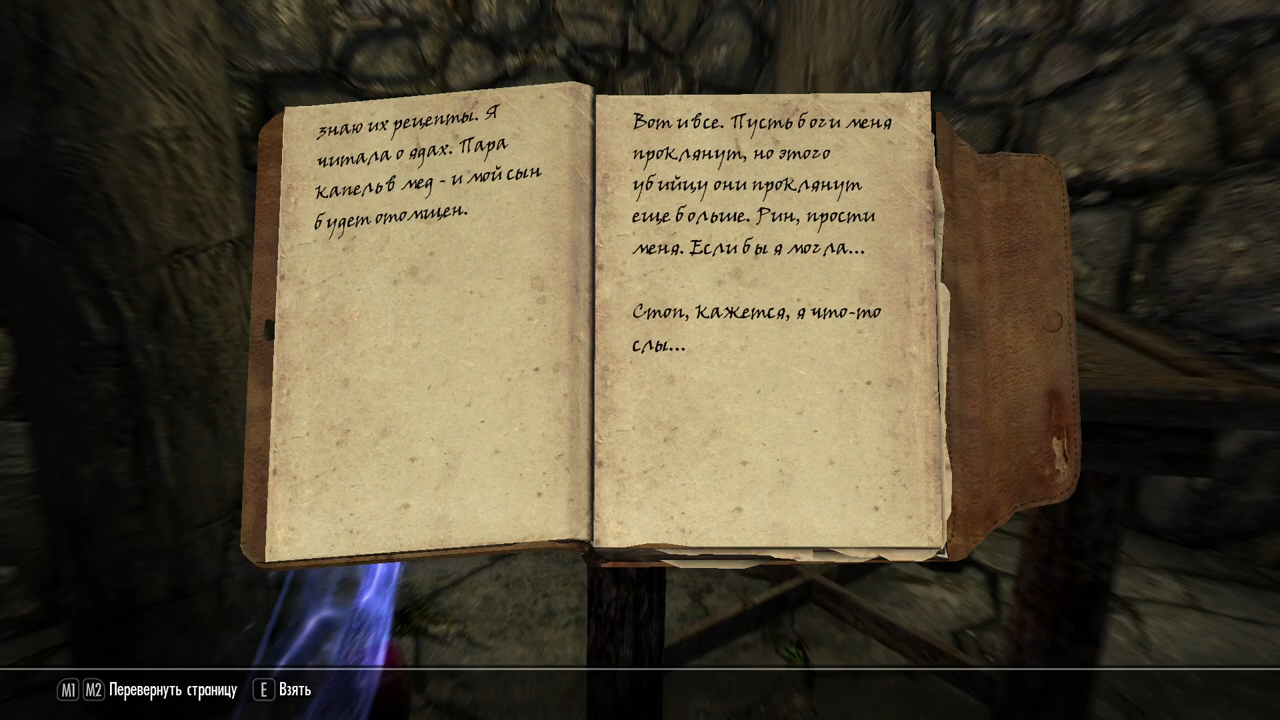 знаю их рецепты. Я
читала о ядах. Пара
капель в мед - и мой сын
будет отомщен.
Вот и все. Пусть боги меня
проклянут, но этого
убийцу они проклянут
еще больше. Рин, прости
меня. Если бы я могла...
Стоп, кажется, я что-то
слы...
M1 M2 Перевернуть страницу E Взять